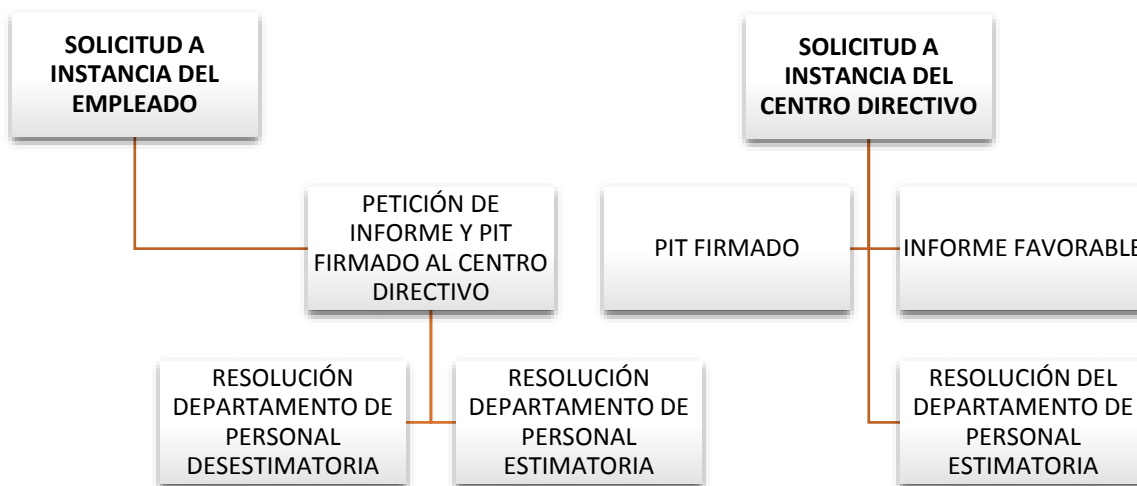 SOLICITUD A
INSTANCIA DEL
EMPLEADO
SOLICITUD A
INSTANCIA DEL
CENTRO DIRECTIVO
PETICIÓN DE
INFORME Y PIT
FIRMADO AL CENTRO
DIRECTIVO
PIT FIRMADO
INFORME FAVORABLE
RESOLUCIÓN
DEPARTAMENTO DE
PERSONAL
DESESTIMATORIA
RESOLUCIÓN
DEPARTAMENTO DE
PERSONAL
ESTIMATORIA
RESOLUCIÓN DEL
DEPARTAMENTO DE
PERSONAL
ESTIMATORIA